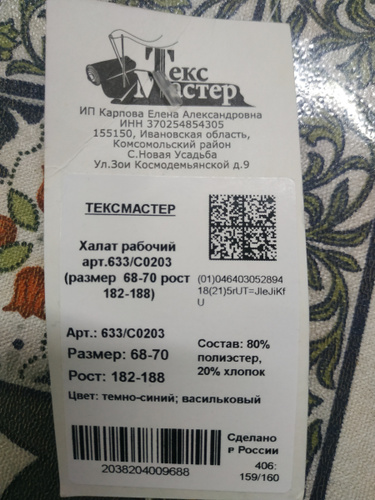 Текс
Мастер
ИП Карпова Елена Александровна
ИНН 370254854305
155150, Ивановская область,
Комсомольский район
С.Новая Усадьба
Ул.Зои Космодемьянской д.9
ТЕКСМАСТЕР
Халат рабочий
арт.633/С0203
(размер 68-70 рост
182-188)
(01)046403052894
18(21)5rUT=JIeJiKf
U
Арт.: 633/С0203
Размер: 68-70
Рост: 182-188
Состав: 80%
полиэстер,
20% хлопок
Цвет: темно-синий; васильковый
2038204009688
Сделано
в России
406:
159/160